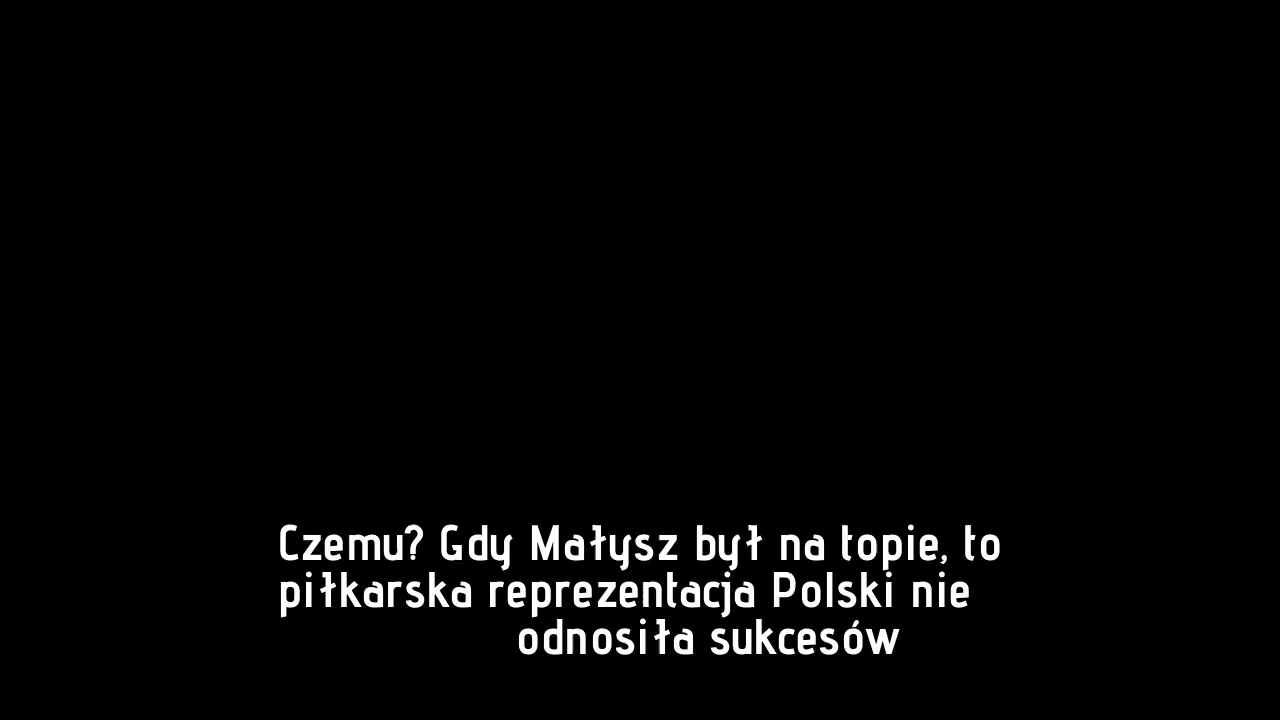 Czemu? Gdy Małysz był na topie, to
piłkarska reprezentacja Polski nie
odnosiła sukcesów